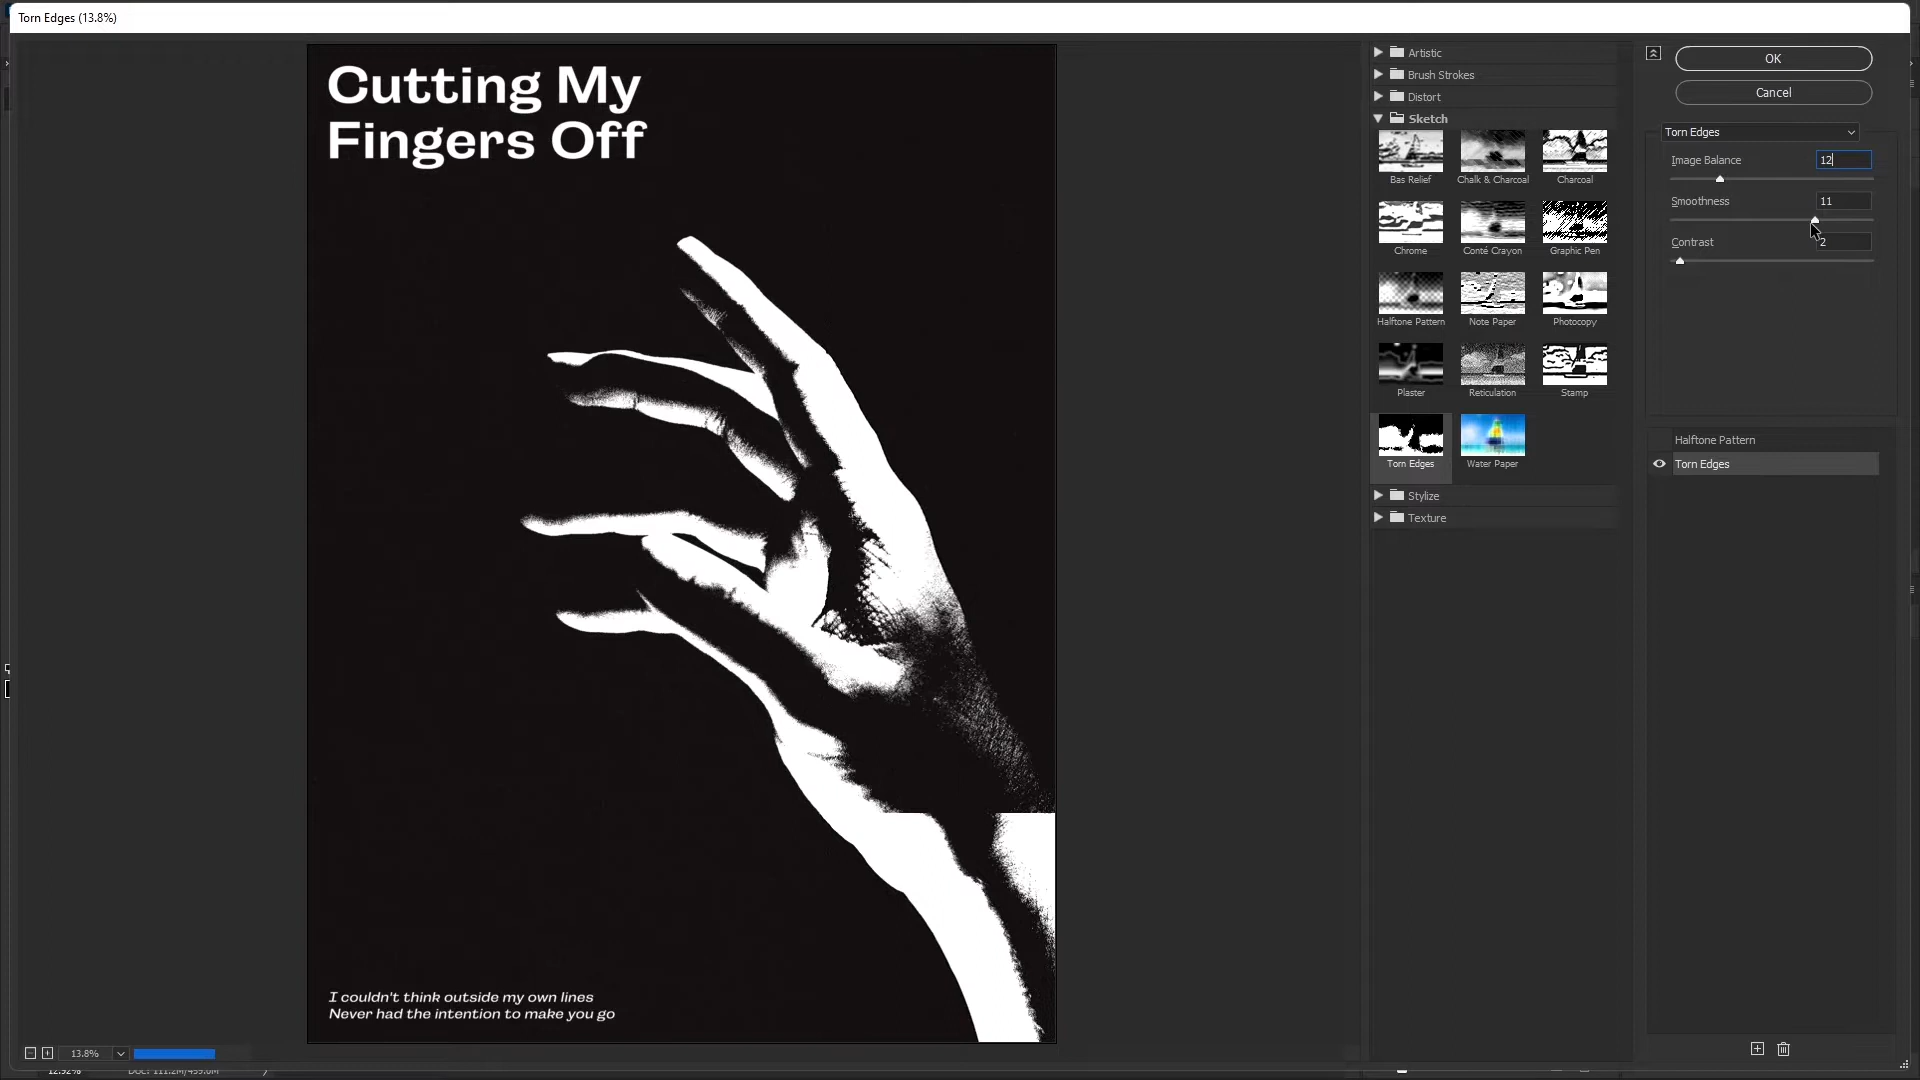 Torn Edges (13.8%)
Cutting My
Fingers Off
I couldn't think outside my own lines
Never had the intention to make you go
13.8%
Artistic
Brush Strokes
Distort
Sketch
Bas Relief
Chalk & Charcoal
Charcoal
Chrome
Conté Crayon
Graphic Pen
Halftone Pattern
Note Paper
Photocopy
Plaster
Reticulation
Stamp
Torn Edges
Water Paper
Stylize
Texture
OK
Cancel
Torn Edges
Image Balance 12
Smoothness 11
Contrast 2
Halftone Pattern
Torn Edges